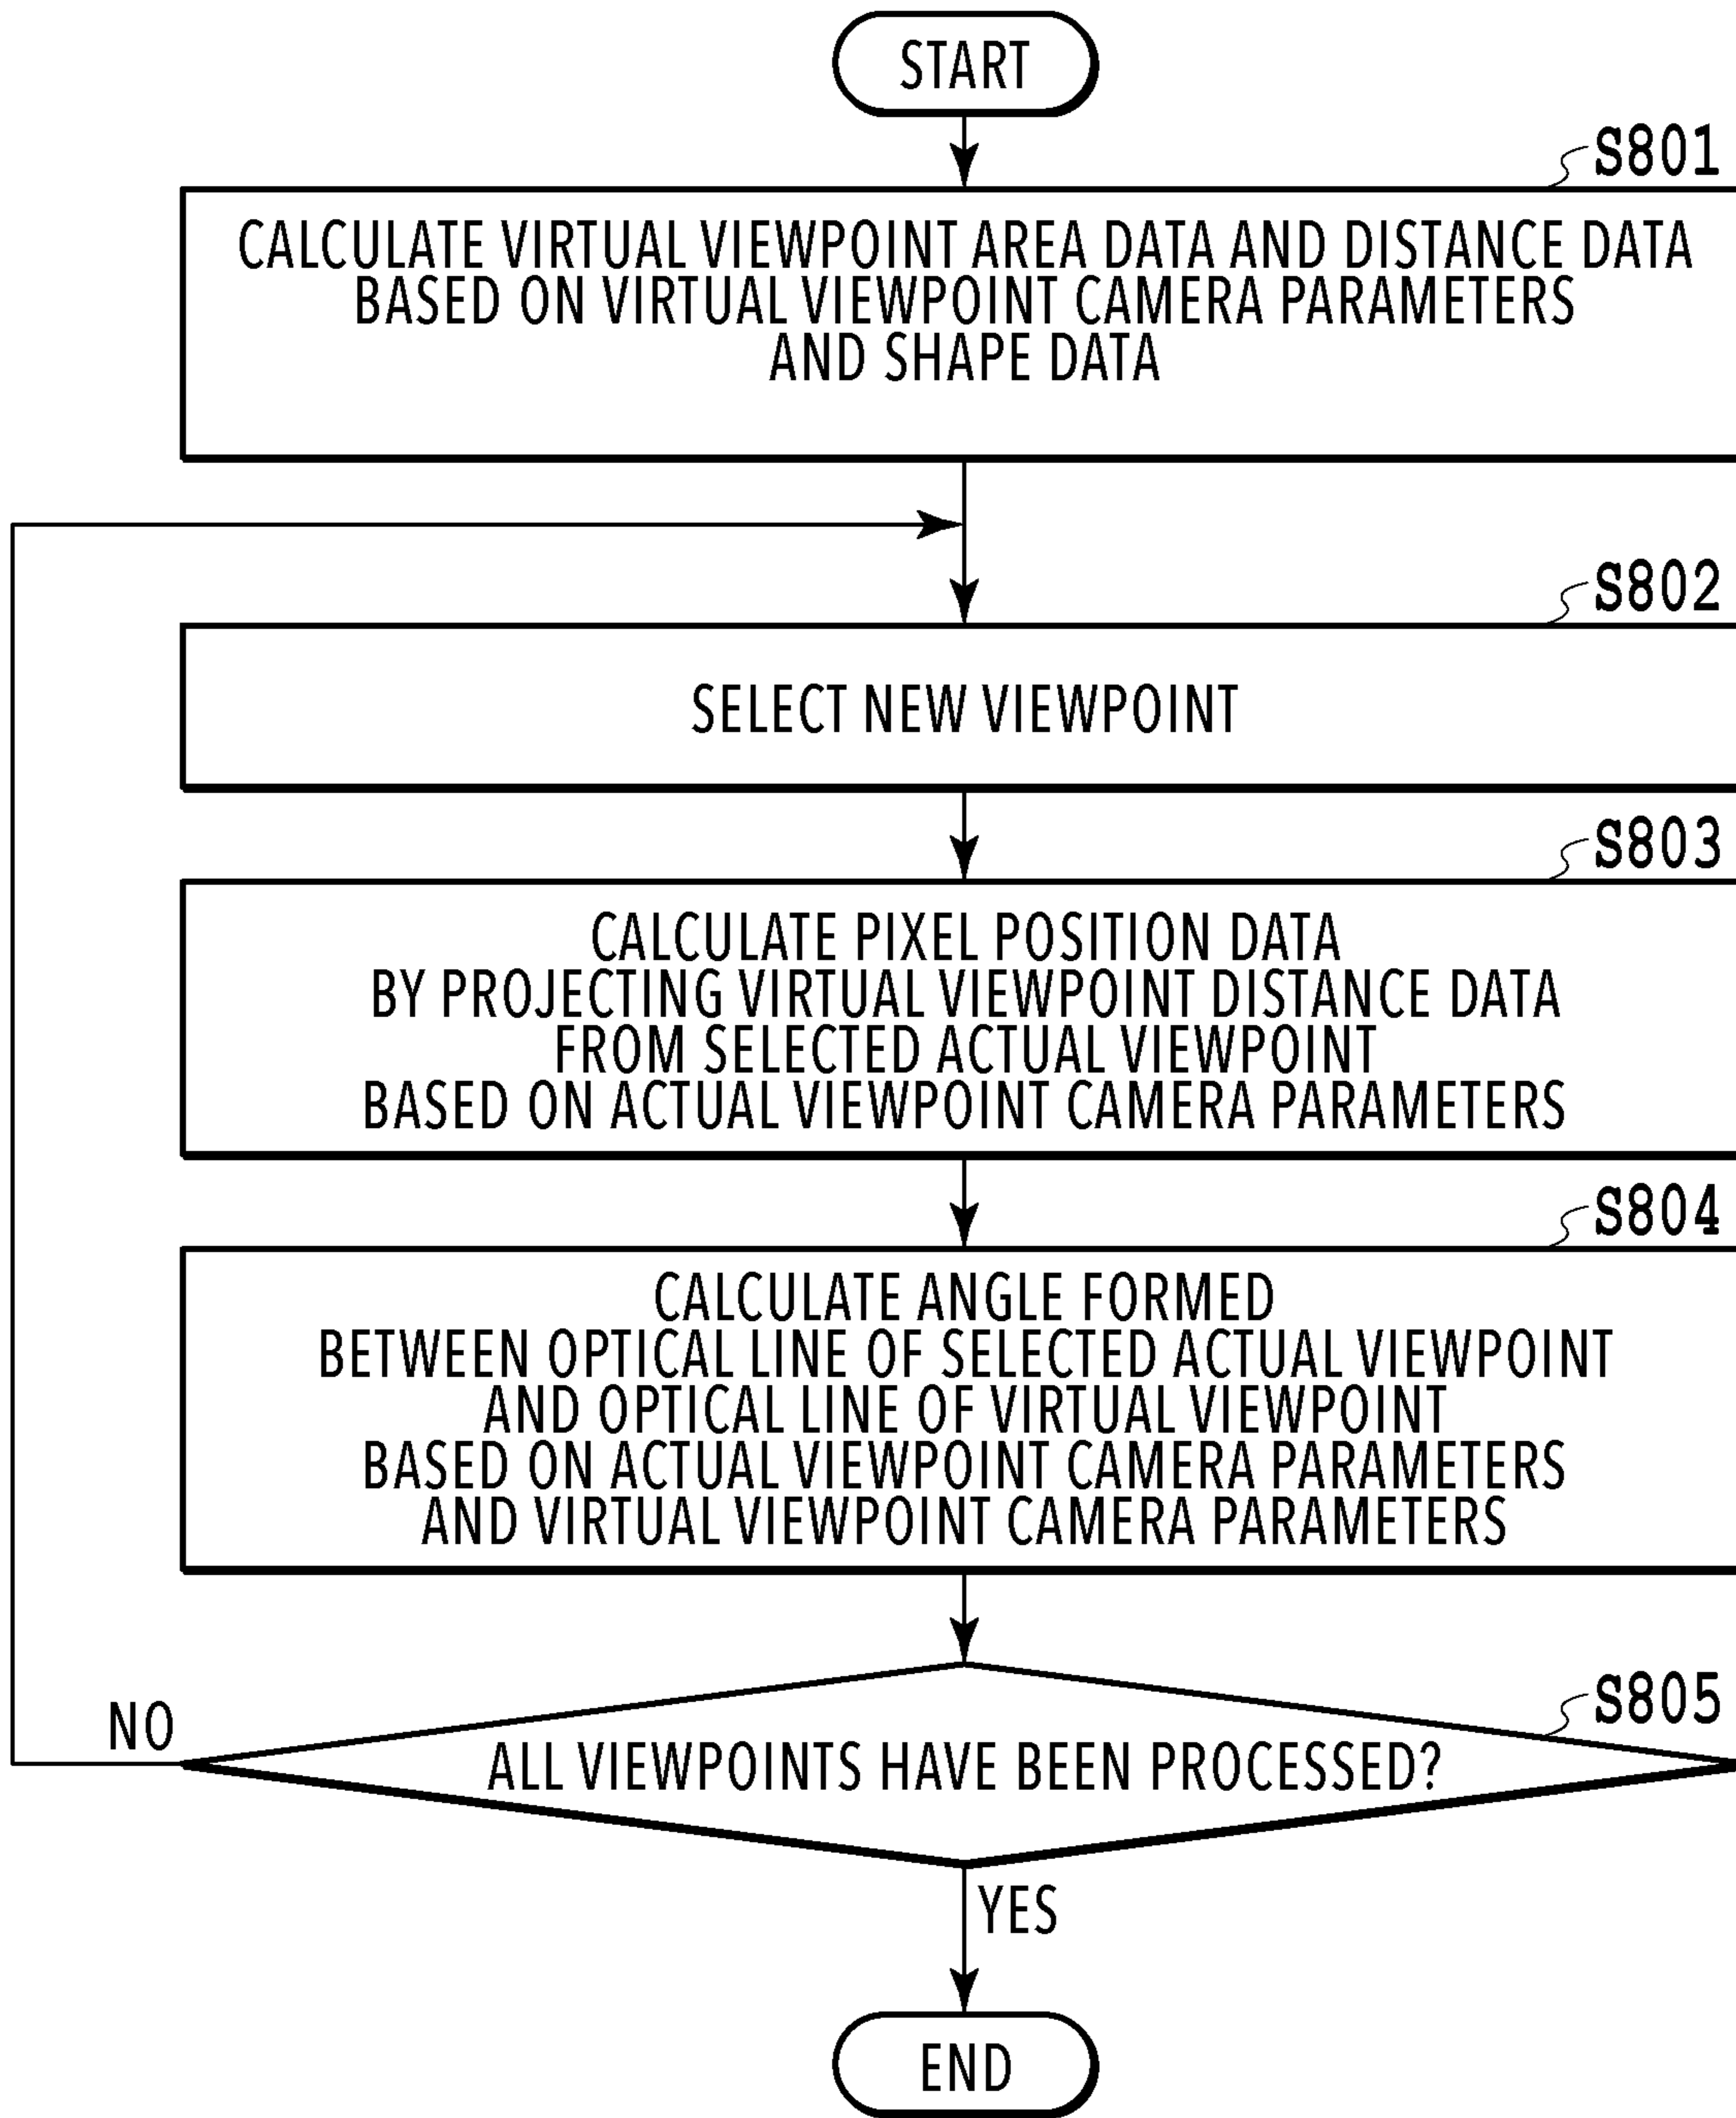 START
S801
CALCULATE VIRTUAL VIEWPOINT AREA DATA AND DISTANCE DATA
BASED ON VIRTUAL VIEWPOINT CAMERA PARAMETERS
AND SHAPE DATA
S802
SELECT NEW VIEWPOINT
S803
CALCULATE PIXEL POSITION DATA
BY PROJECTING VIRTUAL VIEWPOINT DISTANCE DATA
FROM SELECTED ACTUAL VIEWPOINT
BASED ON ACTUAL VIEWPOINT CAMERA PARAMETERS
S804
CALCULATE ANGLE FORMED
BETWEEN OPTICAL LINE OF SELECTED ACTUAL VIEWPOINT
AND OPTICAL LINE OF VIRTUAL VIEWPOINT
BASED ON ACTUAL VIEWPOINT CAMERA PARAMETERS
AND VIRTUAL VIEWPOINT CAMERA PARAMETERS
S805
NO
ALL VIEWPOINTS HAVE BEEN PROCESSED?
YES
END